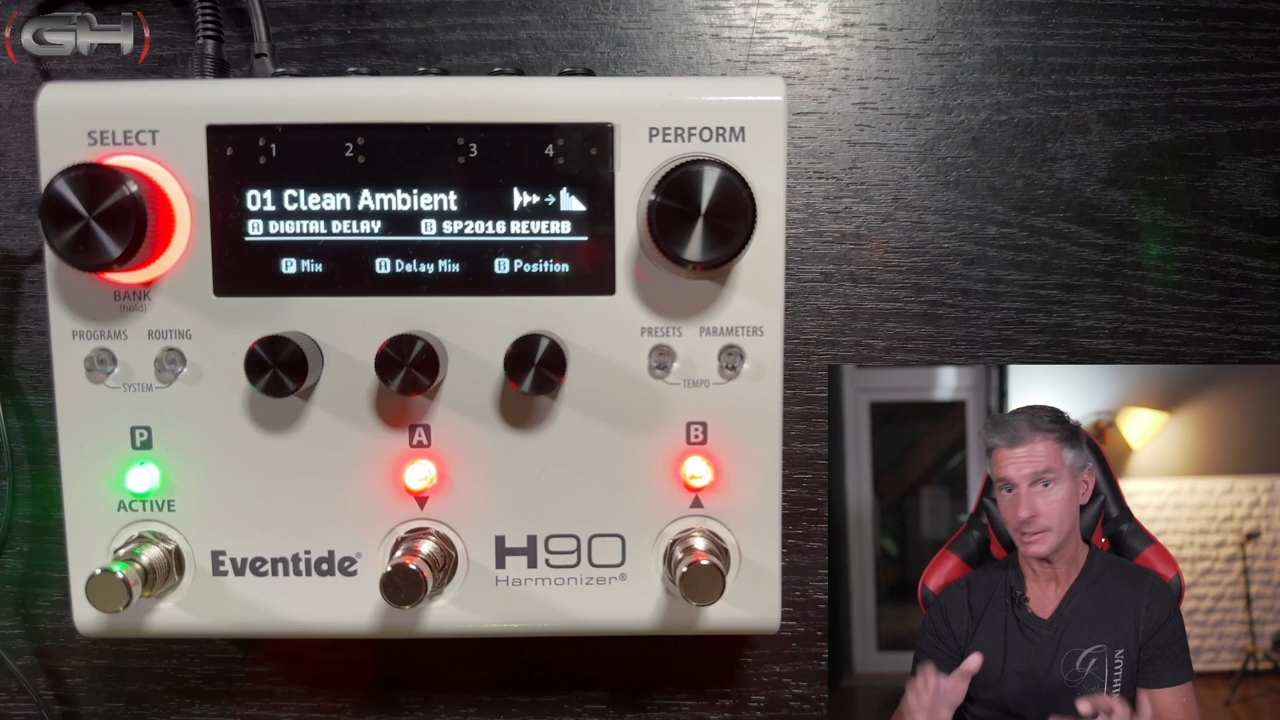 GH
SELECT
PERFORM
1 2 3 4
01 Clean Ambient
A DIGITAL DELAY B SP2016 REVERB
P Mix A Delay Mix B Position
BANK
(hold)
PROGRAMS ROUTING
SYSTEM
PRESETS PARAMETERS
TEMPO
P A B
ACTIVE
Eventide®
H90
Harmonizer®